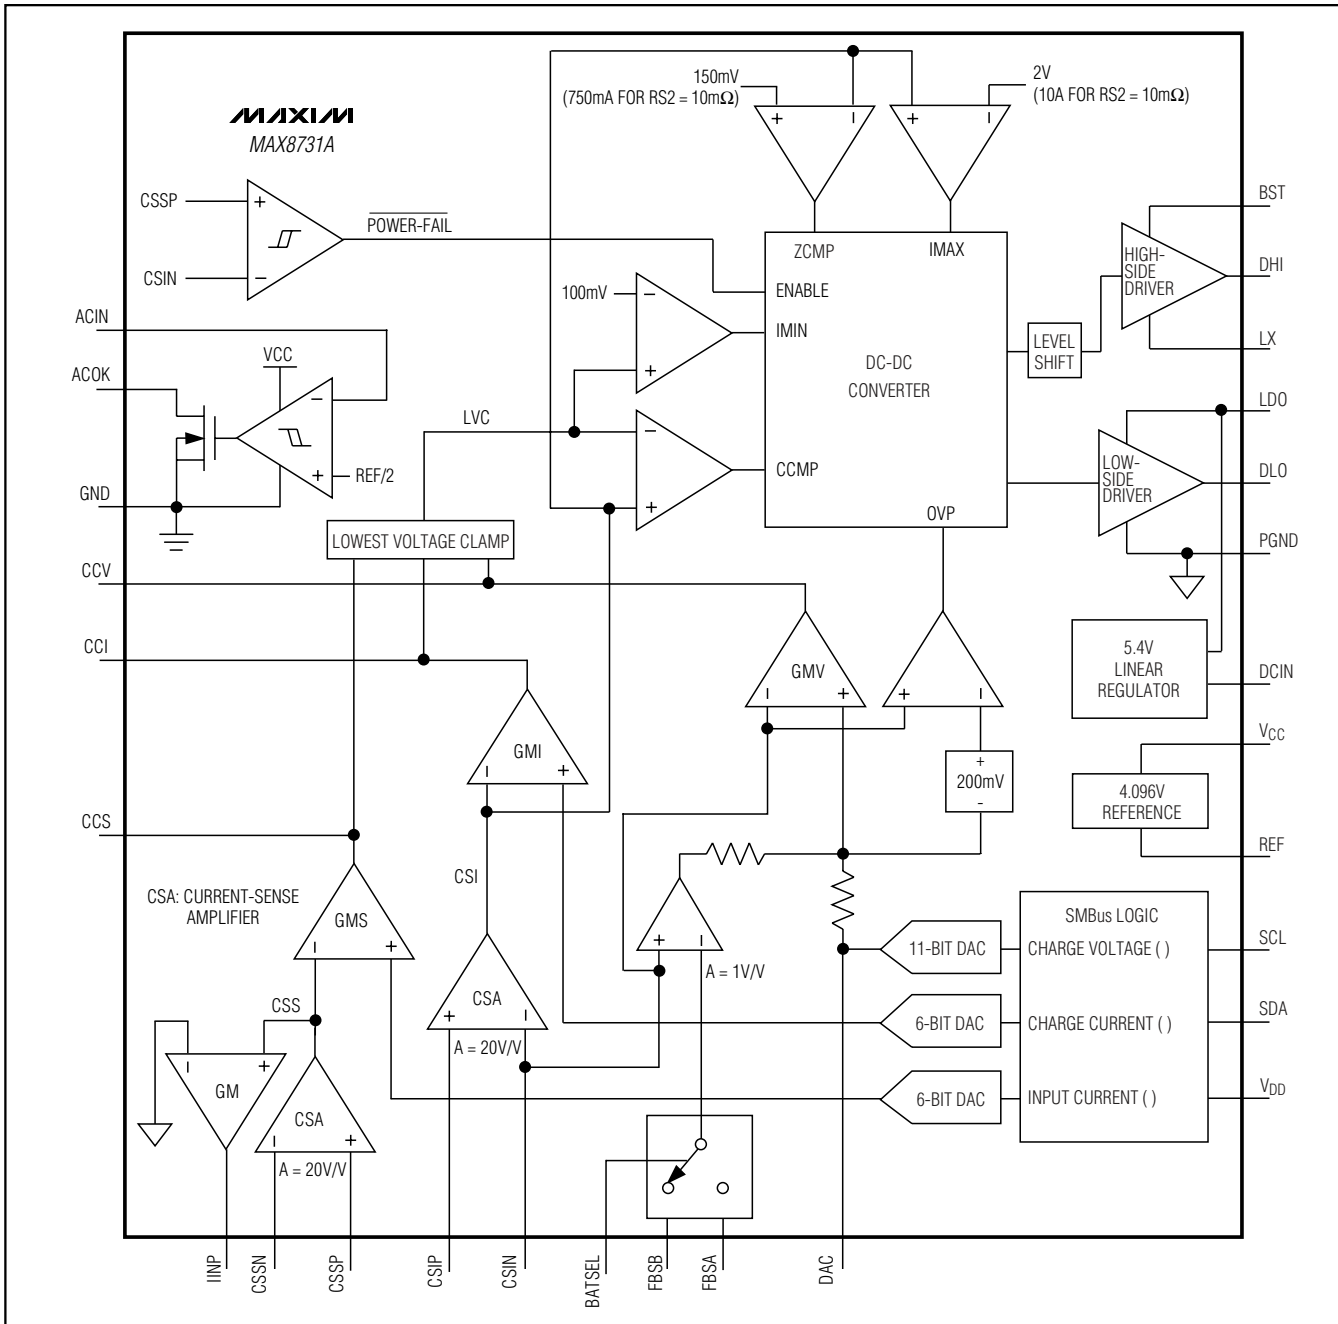 150mV
(750mA FOR RS2 = 10mΩ)
2V
(10A FOR RS2 = 10mΩ)
MAXIM
MAX8731A
+
−
+
−
CSSP
+
CSIN
−
POWER-FAIL
BST
HIGH-
SIDE
DRIVER
DHI
LX
ZCMP
IMAX
ENABLE
IMIN
DC-DC
CONVERTER
CCMP
OVP
LEVEL
SHIFT
100mV
−
+
ACIN
VCC
ACOK
−
+
REF/2
GND
LVC
−
+
LDO
LOW-
SIDE
DRIVER
DLO
PGND
LOWEST VOLTAGE CLAMP
CCV
CCI
GMV
−
+
+
−
5.4V
LINEAR
REGULATOR
DCIN
GMI
−
+
+
200mV
-
VCC
4.096V
REFERENCE
REF
CCS
CSA: CURRENT-SENSE
AMPLIFIER
CSI
GMS
−
+
+
−
A = 1V/V
SMBus LOGIC
11-BIT DAC
CHARGE VOLTAGE ( )
SCL
6-BIT DAC
CHARGE CURRENT ( )
SDA
6-BIT DAC
INPUT CURRENT ( )
VDD
CSA
+
−
A = 20V/V
CSS
−
+
GM
CSA
−
+
A = 20V/V
IINP
CSSN
CSSP
CSIP
CSIN
BATSEL
FBSB
FBSA
DAC